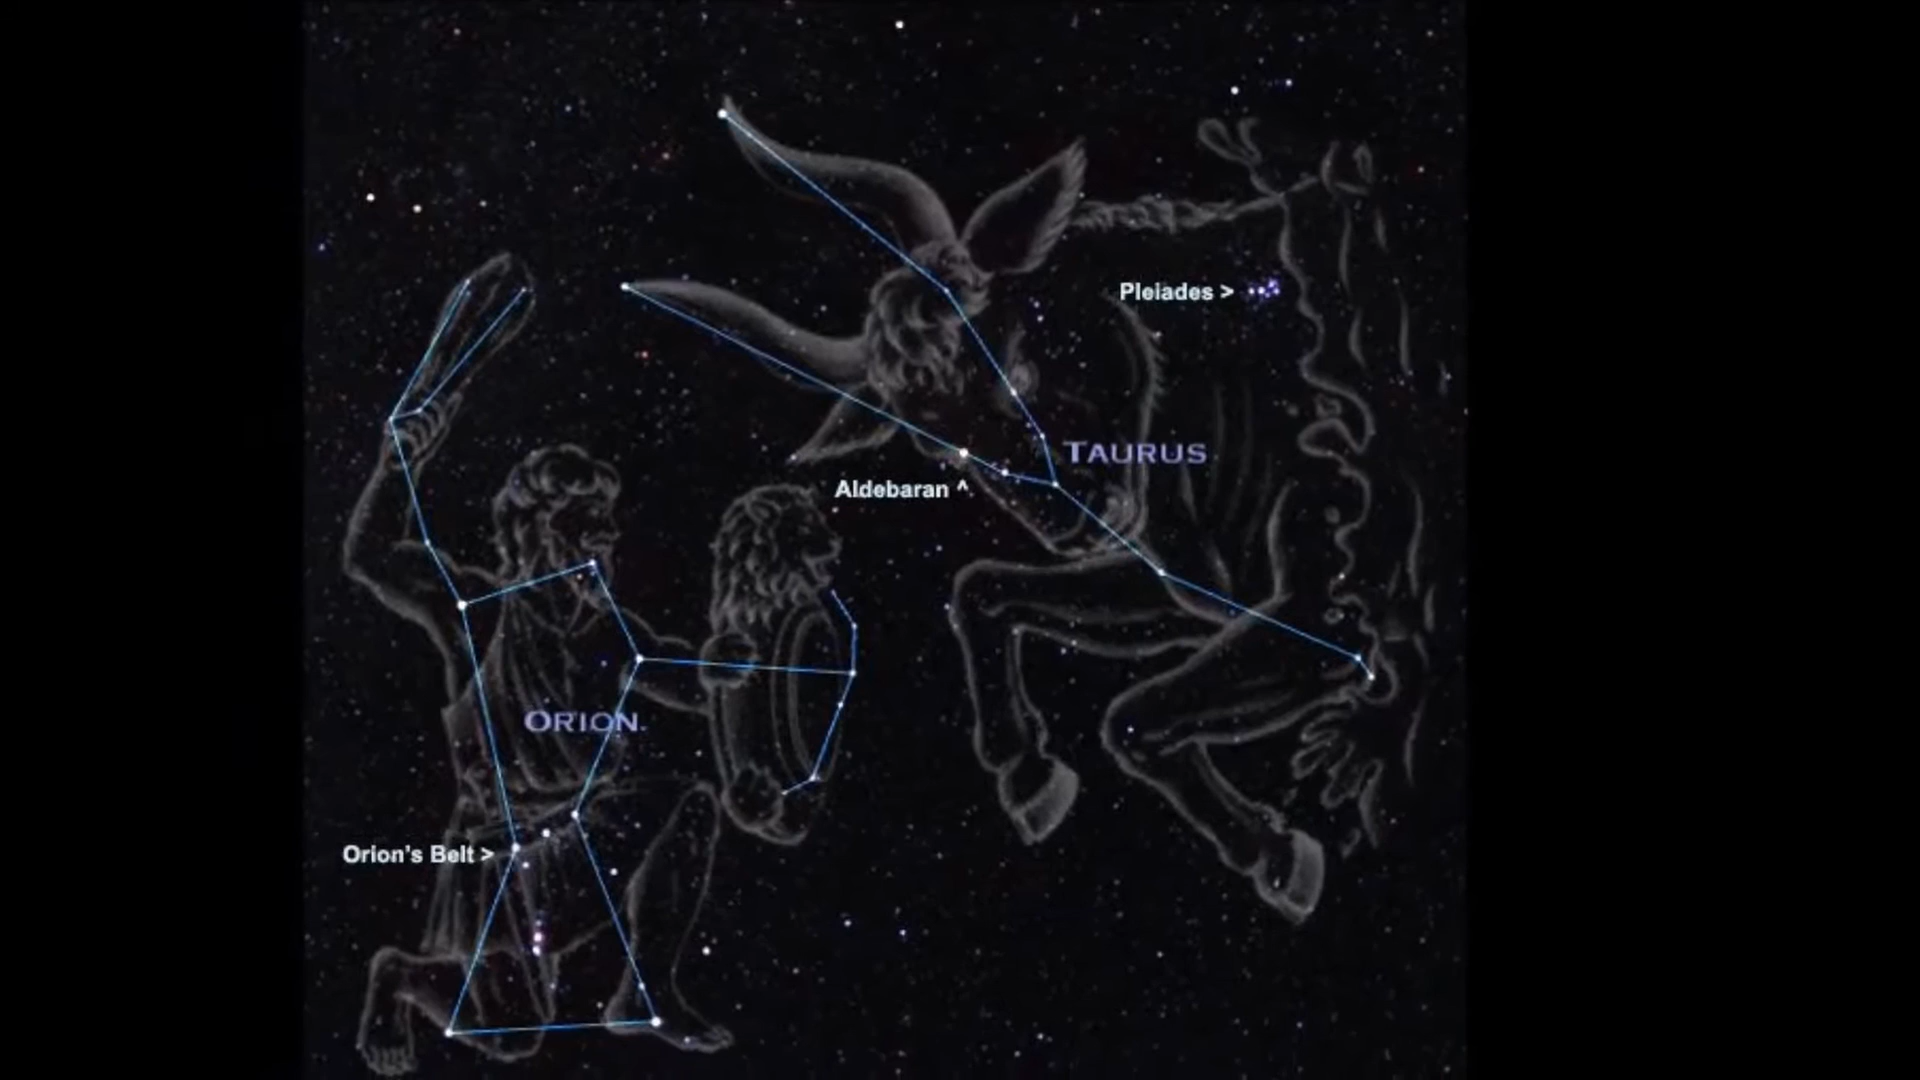 Pleiades >
TAURUS
Aldebaran ^
ORION
Orion's Belt >